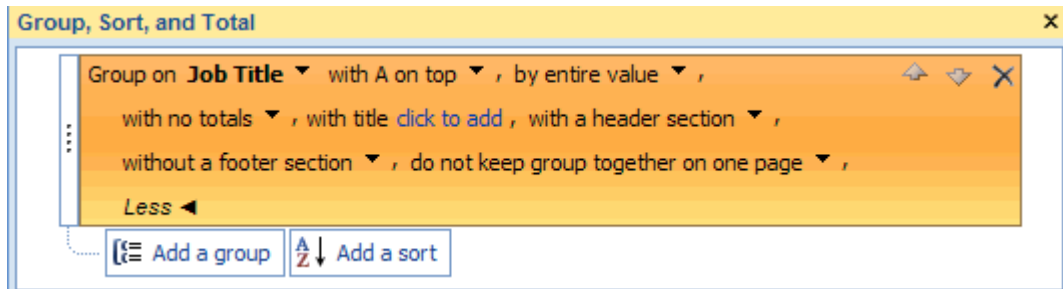 Group, Sort, and Total
Group on Job Title with A on top , by entire value ,
with no totals , with title click to add , with a header section ,
without a footer section , do not keep group together on one page ,
Less
Add a group A Z Add a sort